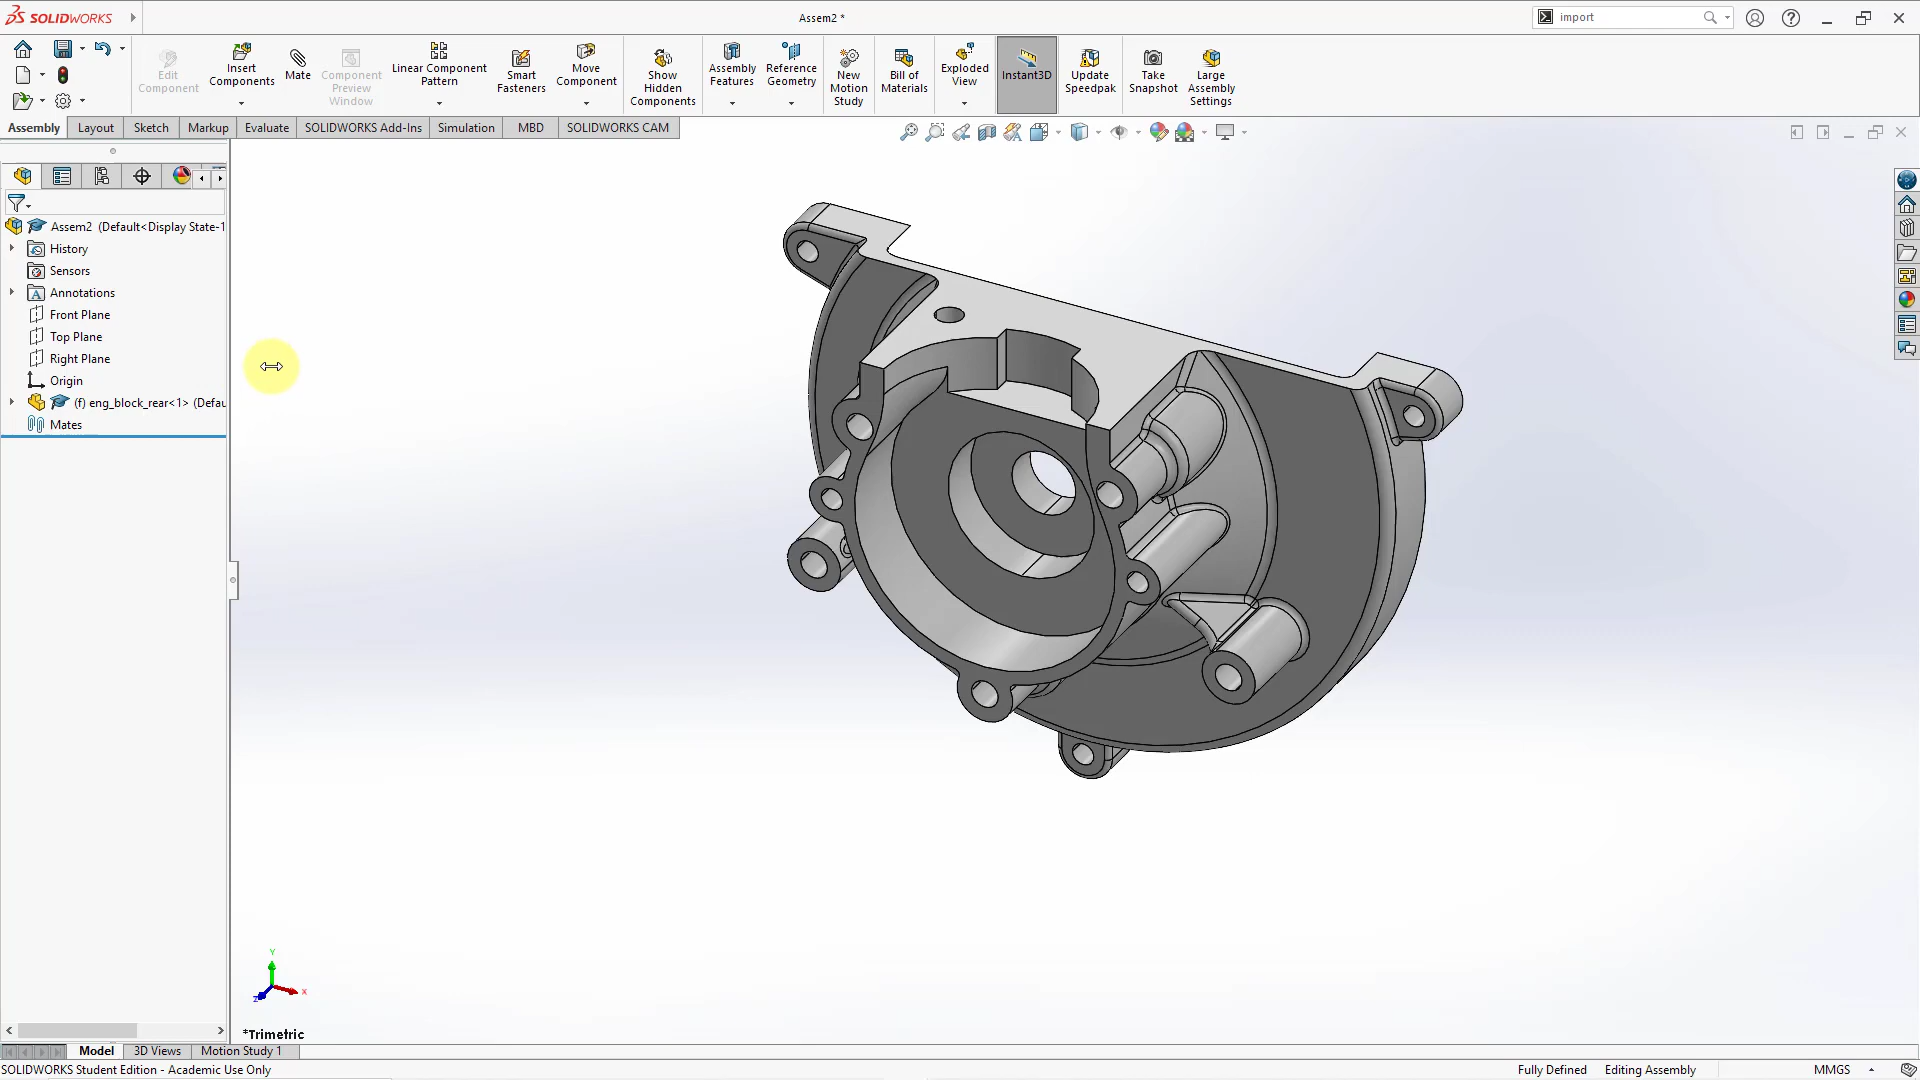 SOLIDWORKS
Assem2 *
import
Edit Component
Insert Components
Mate
Component Preview Window
Linear Component Pattern
Smart Fasteners
Move Component
Show Hidden Components
Assembly Features
Reference Geometry
New Motion Study
Bill of Materials
Exploded View
Instant3D
Update Speedpak
Take Snapshot
Large Assembly Settings
Assembly
Layout
Sketch
Markup
Evaluate
SOLIDWORKS Add-Ins
Simulation
MBD
SOLIDWORKS CAM
Assem2 (Default<Display State-1
History
Sensors
Annotations
Front Plane
Top Plane
Right Plane
Origin
(f) eng_block_rear<1> (Defau
Mates
Y
X
Z
*Trimetric
Model
3D Views
Motion Study 1
SOLIDWORKS Student Edition - Academic Use Only
Fully Defined
Editing Assembly
MMGS